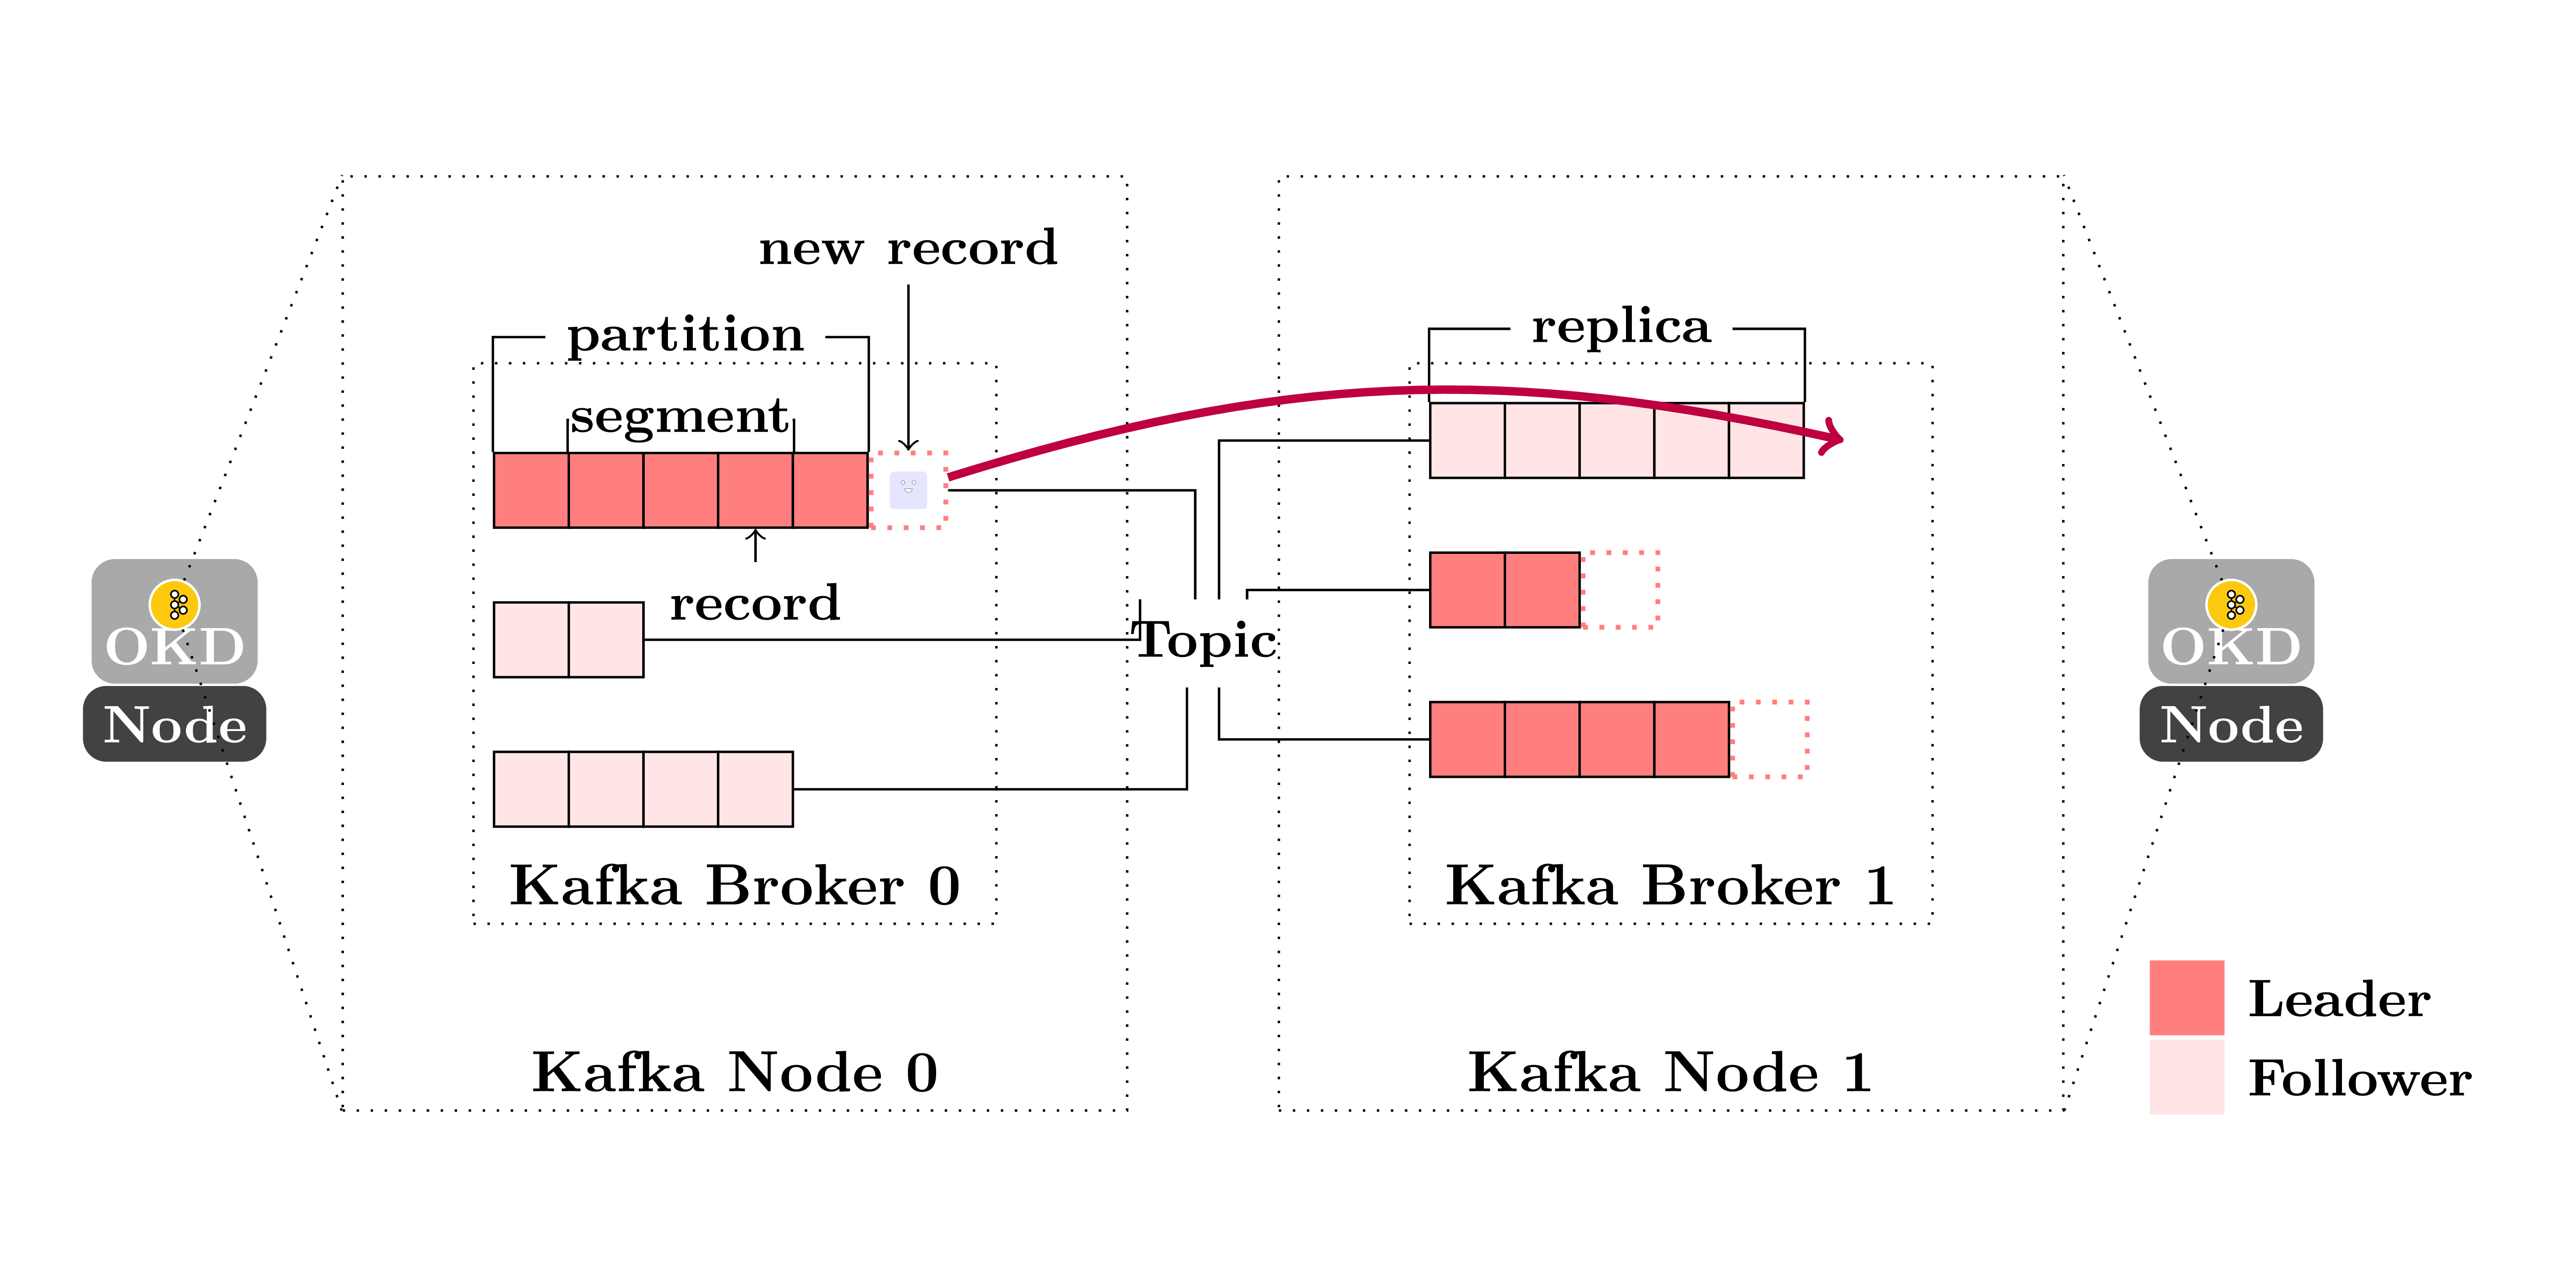 new record
partition
replica
segment
record
Topic
OKD
Node
OKD
Node
Kafka Broker 0
Kafka Broker 1
Kafka Node 0
Kafka Node 1
Leader
Follower